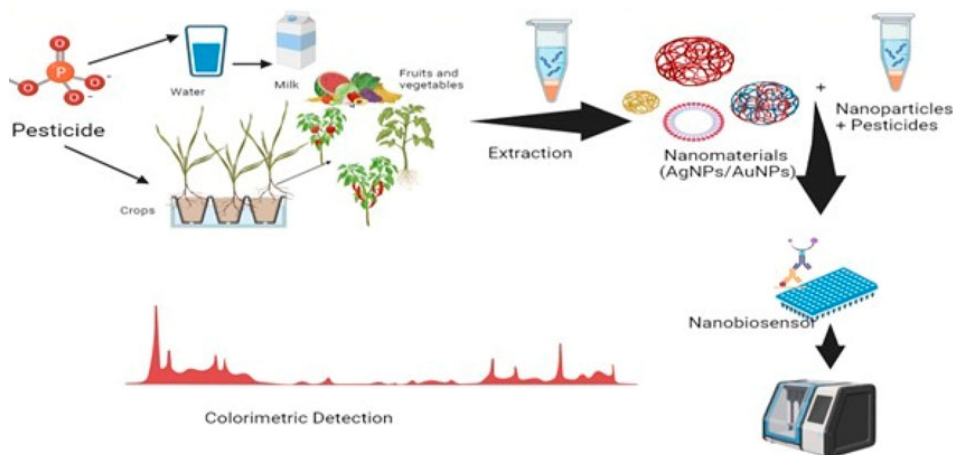 O
P
O
O
O
-
-
Pesticide
Water
Milk
Fruits and
vegetables
Crops
Extraction
Nanomaterials
(AgNPs/AuNPs)
+
Nanoparticles
+ Pesticides
Nanobiosensor
Colorimetric Detection